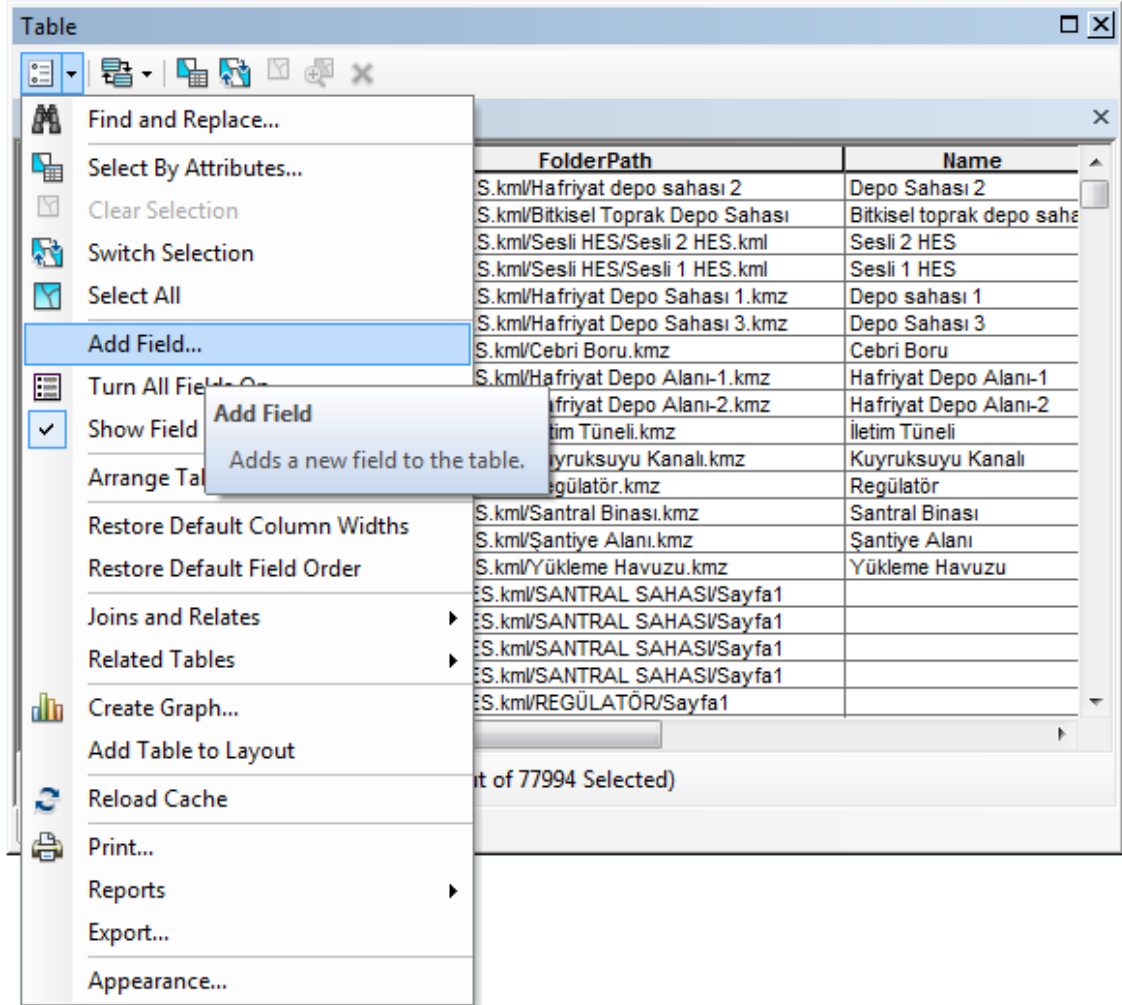 Table
Find and Replace...
Select By Attributes...
Clear Selection
Switch Selection
Select All
Add Field...
Turn All Fields On
Show Field
Arrange Tal
Restore Default Column Widths
Restore Default Field Order
Joins and Relates
Related Tables
Create Graph...
Add Table to Layout
Reload Cache
Print...
Reports
Export...
Appearance...
Add Field
Adds a new field to the table.
FolderPath Name
S.kml/Hafriyat depo sahası 2 Depo Sahası 2
S.kml/Bitkisel Toprak Depo Sahası Bitkisel toprak depo saha
S.kml/Sesli HES/Sesli 2 HES.kml Sesli 2 HES
S.kml/Sesli HES/Sesli 1 HES.kml Sesli 1 HES
S.kml/Hafriyat Depo Sahası 1.kmz Depo sahası 1
S.kml/Hafriyat Depo Sahası 3.kmz Depo Sahası 3
S.kml/Cebri Boru.kmz Cebri Boru
S.kml/Hafriyat Depo Alanı-1.kmz Hafriyat Depo Alanı-1
friyat Depo Alanı-2.kmz Hafriyat Depo Alanı-2
tim Tüneli.kmz İletim Tüneli
yruksuyu Kanalı.kmz Kuyruksuyu Kanalı
egülatör.kmz Regülatör
S.kml/Santral Binası.kmz Santral Binası
S.kml/Şantiye Alanı.kmz Şantiye Alanı
S.kml/Yükleme Havuzu.kmz Yükleme Havuzu
ES.kml/SANTRAL SAHASI/Sayfa1
ES.kml/SANTRAL SAHASI/Sayfa1
ES.kml/SANTRAL SAHASI/Sayfa1
ES.kml/SANTRAL SAHASI/Sayfa1
ES.kml/REGÜLATÖR/Sayfa1
ut of 77994 Selected)